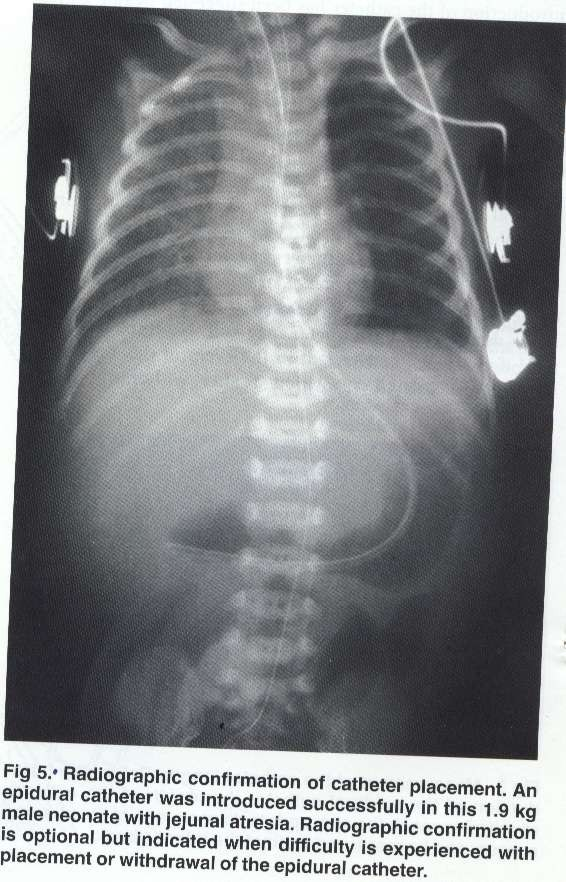 Fig 5.• Radiographic confirmation of catheter placement. An
epidural catheter was introduced successfully in this 1.9 kg
male neonate with jejunal atresia. Radiographic confirmation
is optional but indicated when difficulty is experienced with
placement or withdrawal of the epidural catheter.